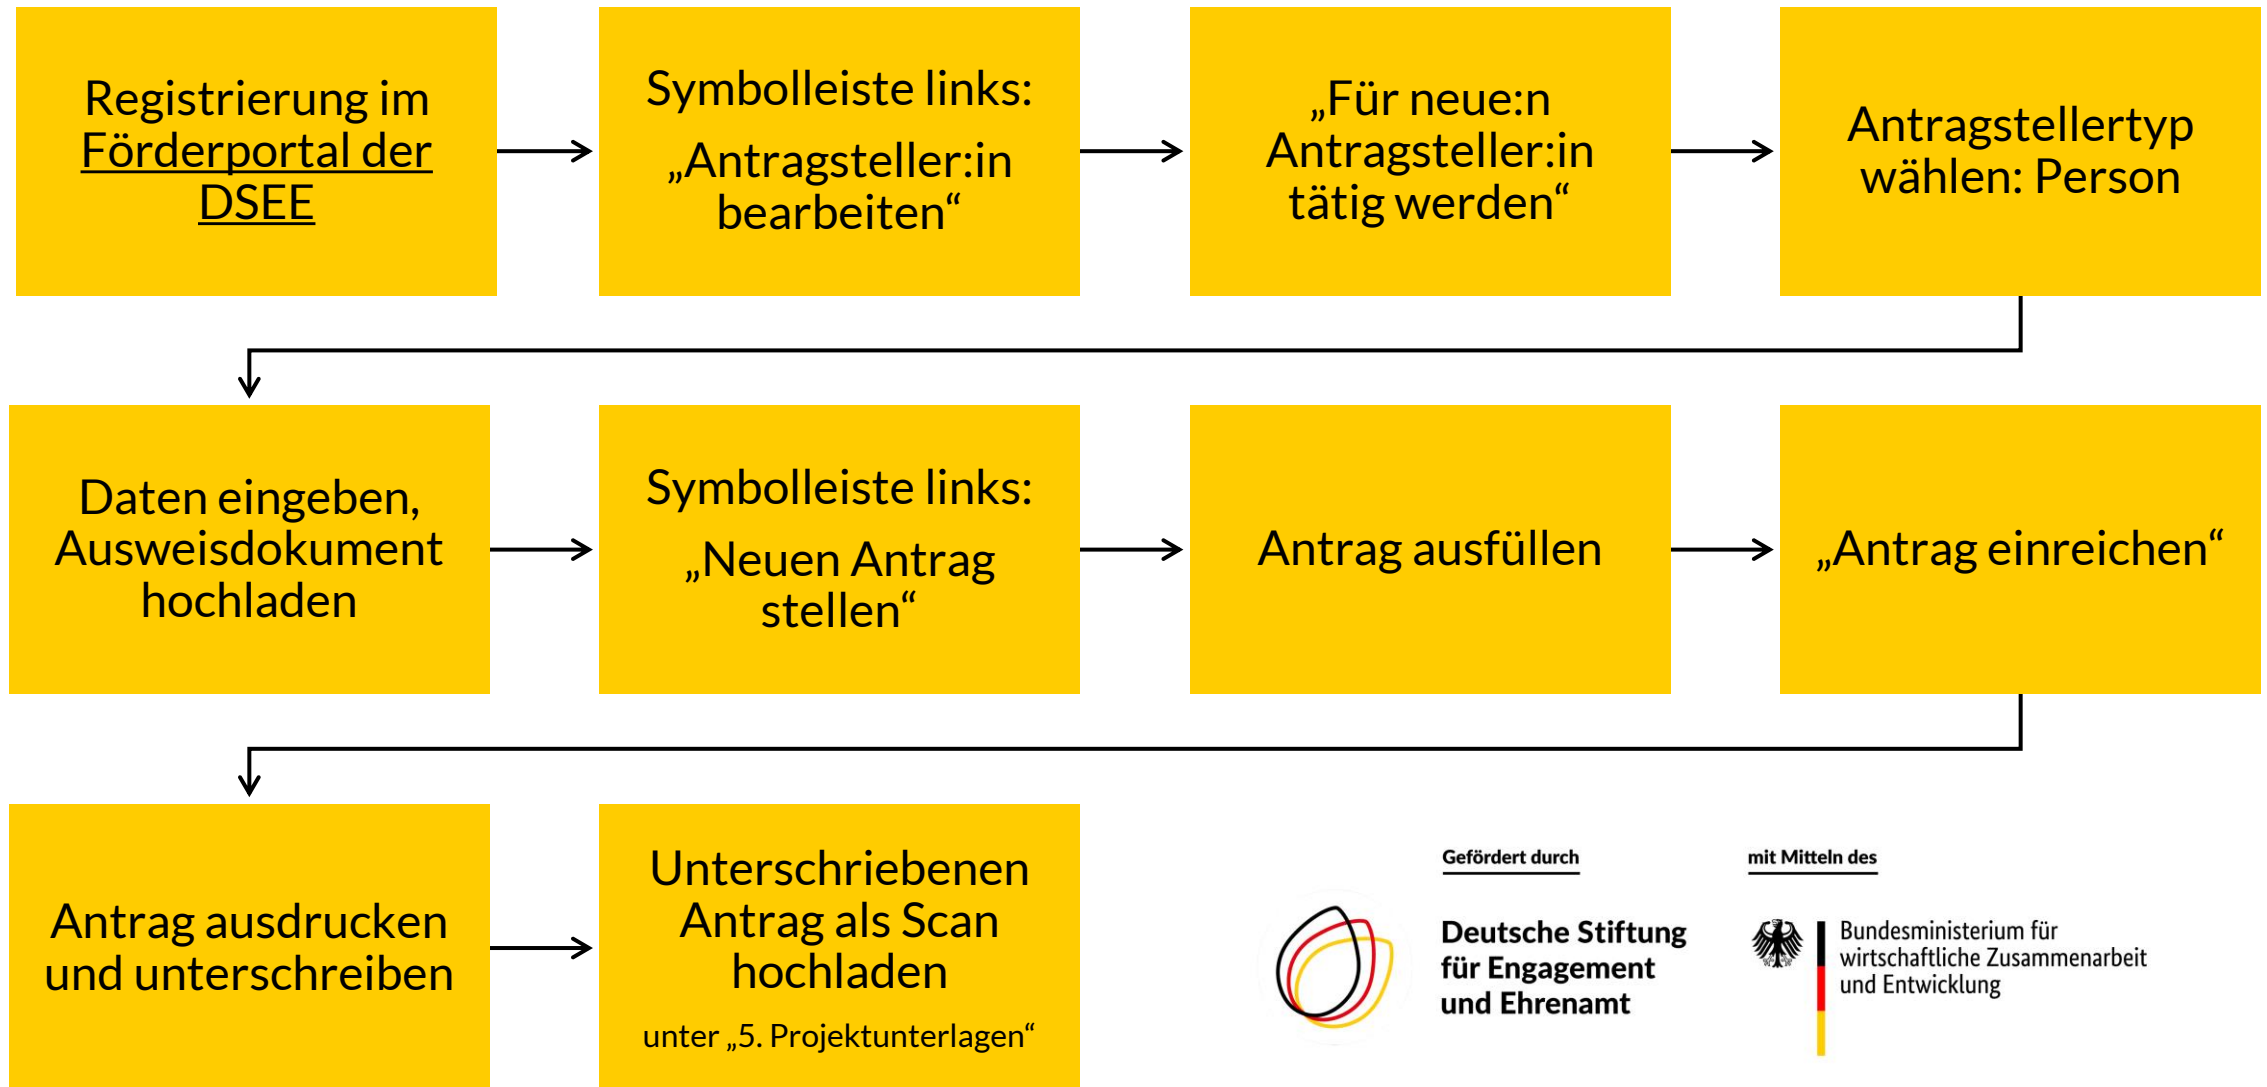 Registrierung im
Förderportal der
DSEE
Symbolleiste links:
„Antragsteller:in
bearbeiten“
„Für neue:n
Antragsteller:in
tätig werden“
Antragstellertyp
wählen: Person
Daten eingeben,
Ausweisdokument
hochladen
Symbolleiste links:
„Neuen Antrag
stellen“
Antrag ausfüllen
„Antrag einreichen“
Antrag ausdrucken
und unterschreiben
Unterschriebenen
Antrag als Scan
hochladen
unter „5. Projektunterlagen“
Gefördert durch
Deutsche Stiftung
für Engagement
und Ehrenamt
mit Mitteln des
Bundesministerium für
wirtschaftliche Zusammenarbeit
und Entwicklung